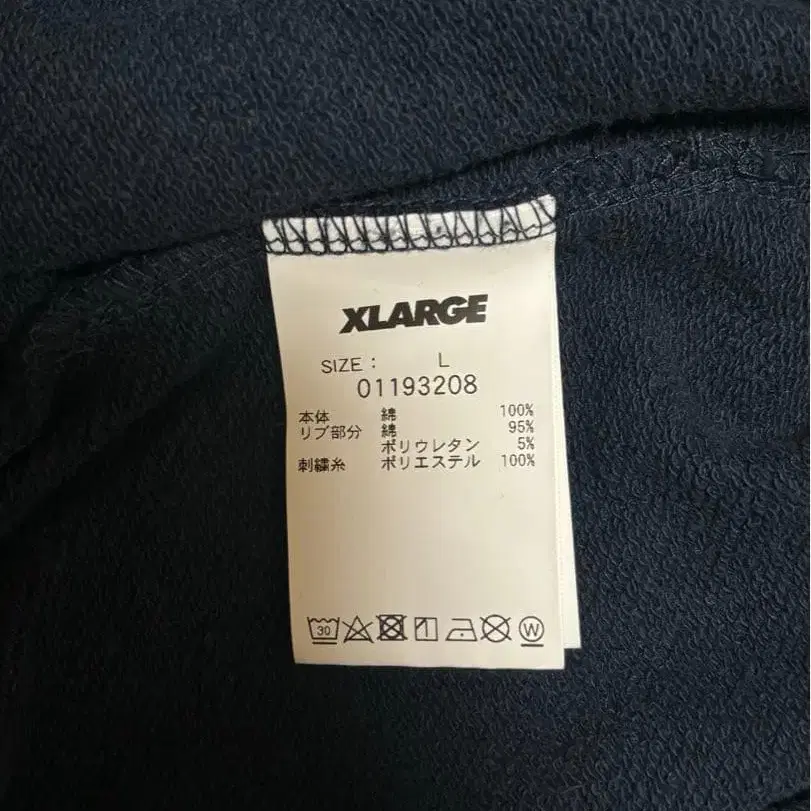 XLARGE
SIZE: L
01193208
本体 綿 100%
リブ部分 綿 95%
ポリウレタン 5%
刺繍糸 ポリエステル 100%
30 W